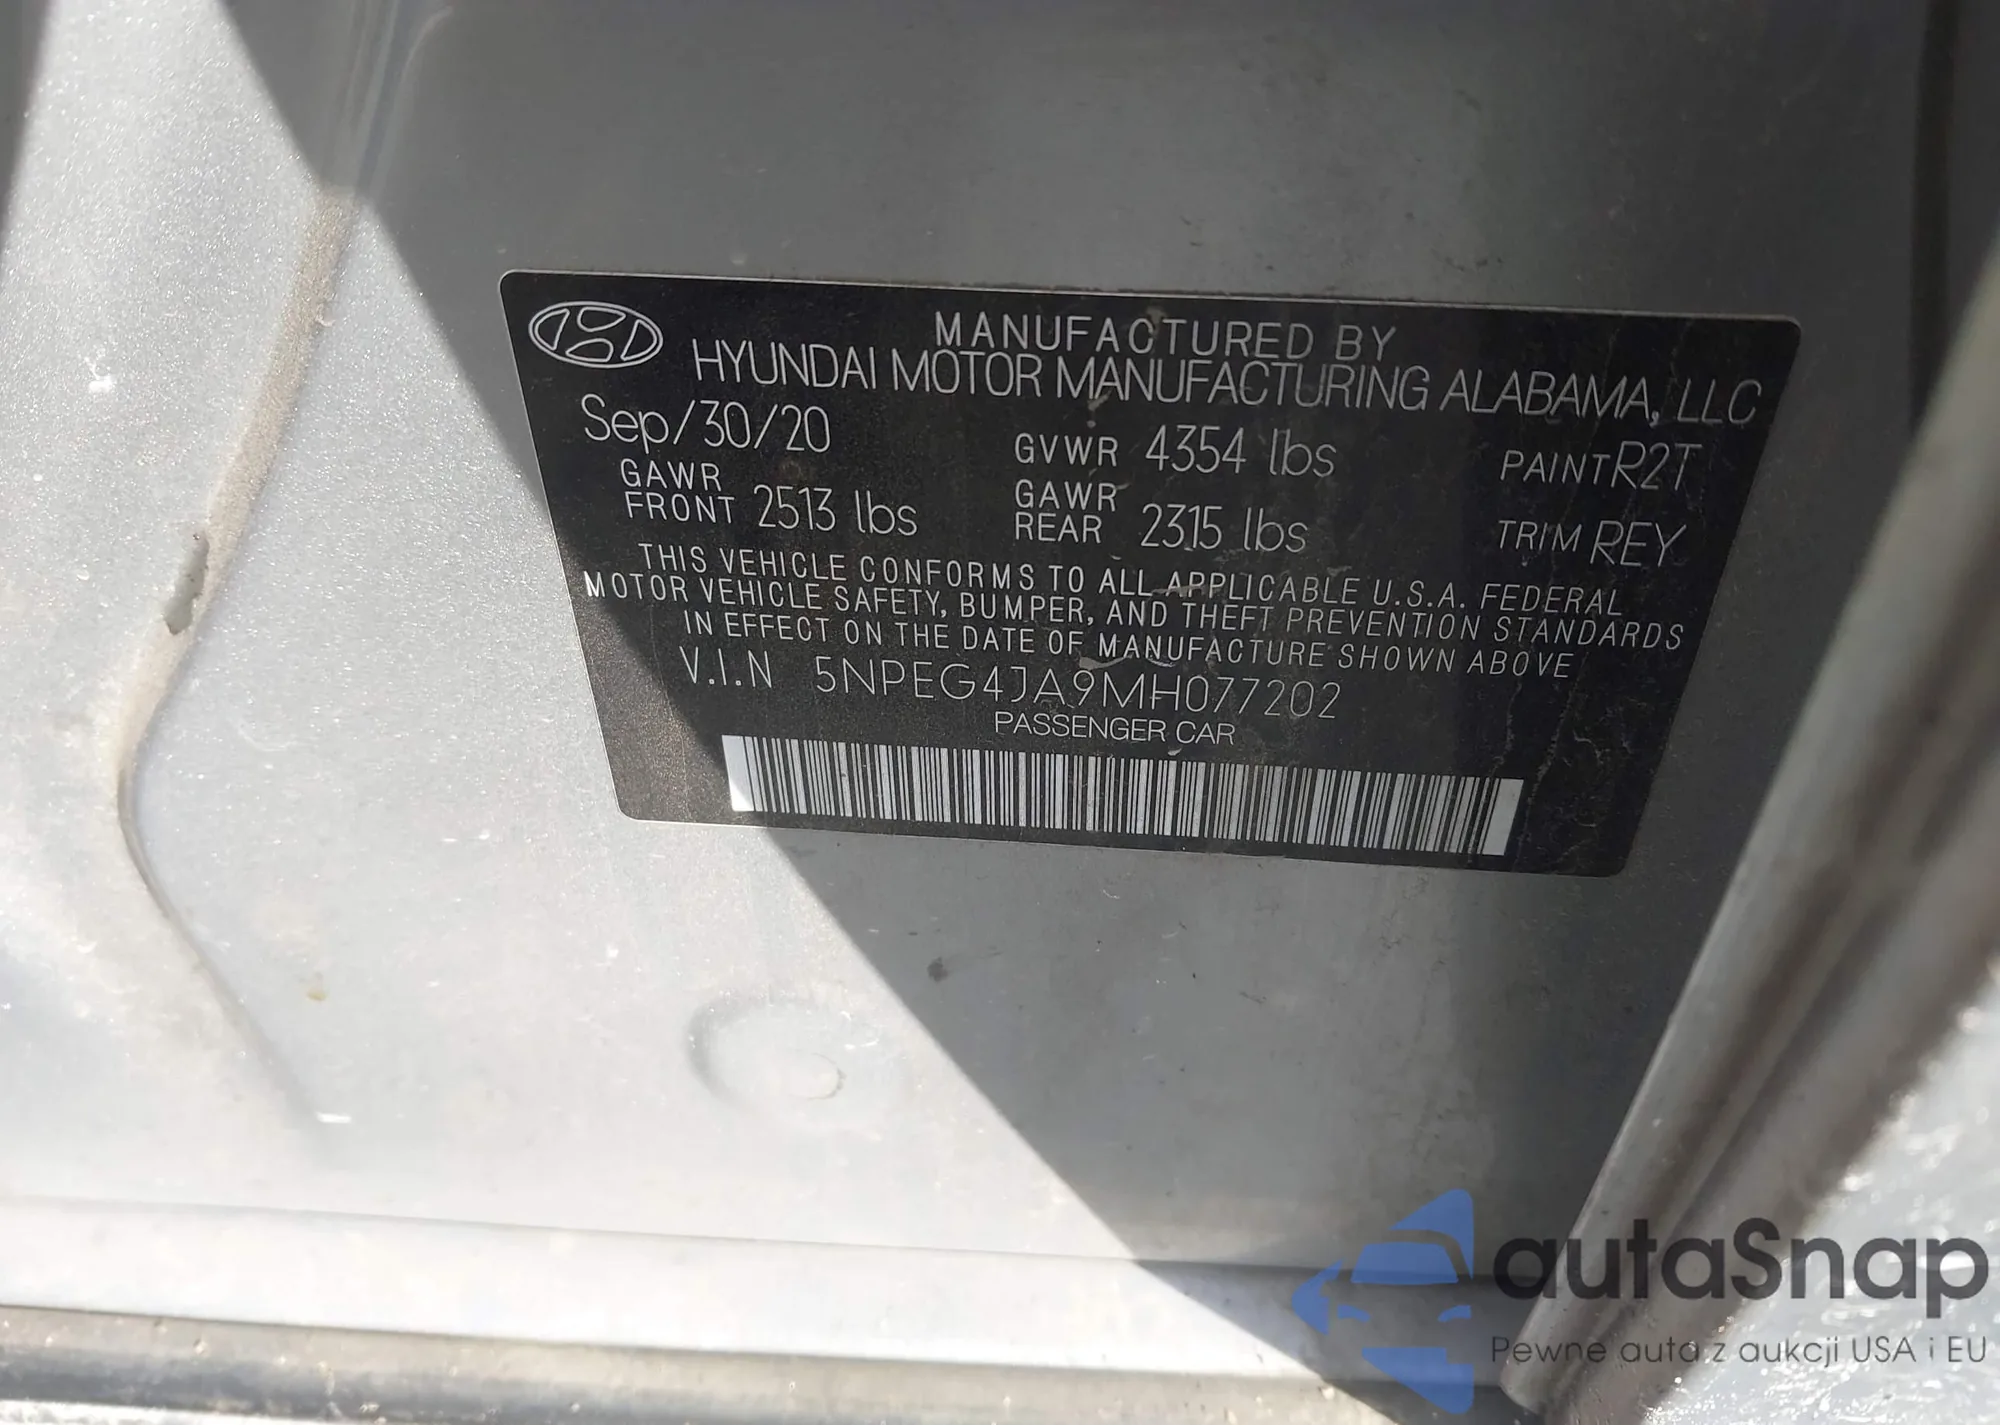 MANUFACTURED BY
HYUNDAI MOTOR MANUFACTURING ALABAMA, LLC
Sep/30/20 GVWR 4354 lbs PAINT R2T
GAWR FRONT 2513 lbs GAWR REAR 2315 lbs TRIM REY
THIS VEHICLE CONFORMS TO ALL APPLICABLE U.S.A. FEDERAL
MOTOR VEHICLE SAFETY, BUMPER, AND THEFT PREVENTION STANDARDS
IN EFFECT ON THE DATE OF MANUFACTURE SHOWN ABOVE
V.I.N 5NPEG4JA9MH077202
PASSENGER CAR
autaSnap
Pewne auta z aukcji USA i EU